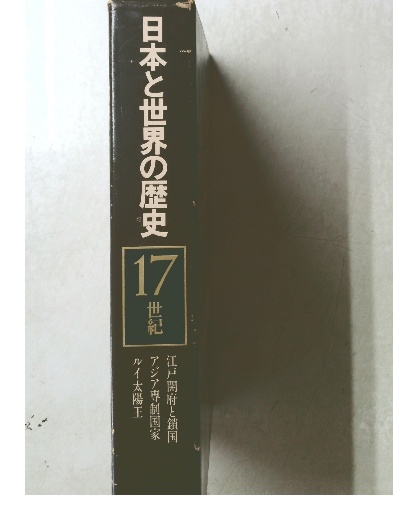 日本と世界の歴史
17
世紀
江戸開府と鎖国
アジア専制国家
ルイ太陽王